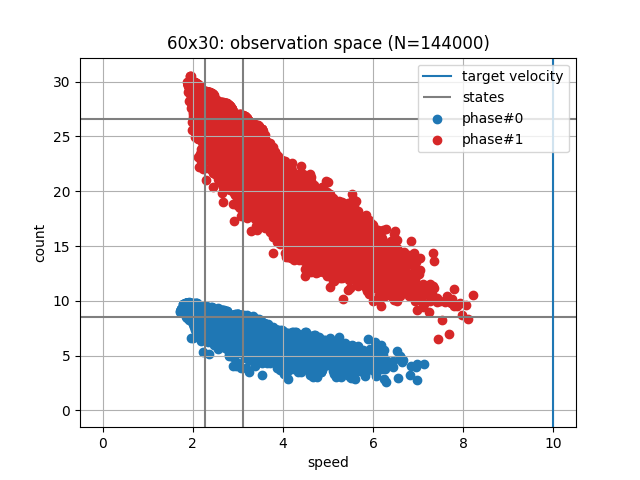 60x30: observation space (N=144000)
target velocity
states
phase#0
phase#1
30
25
20
15
10
5
0
count
0 2 4 6 8 10
speed